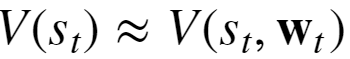 V(s_t) ≈ V(s_t, 𝐰_t)